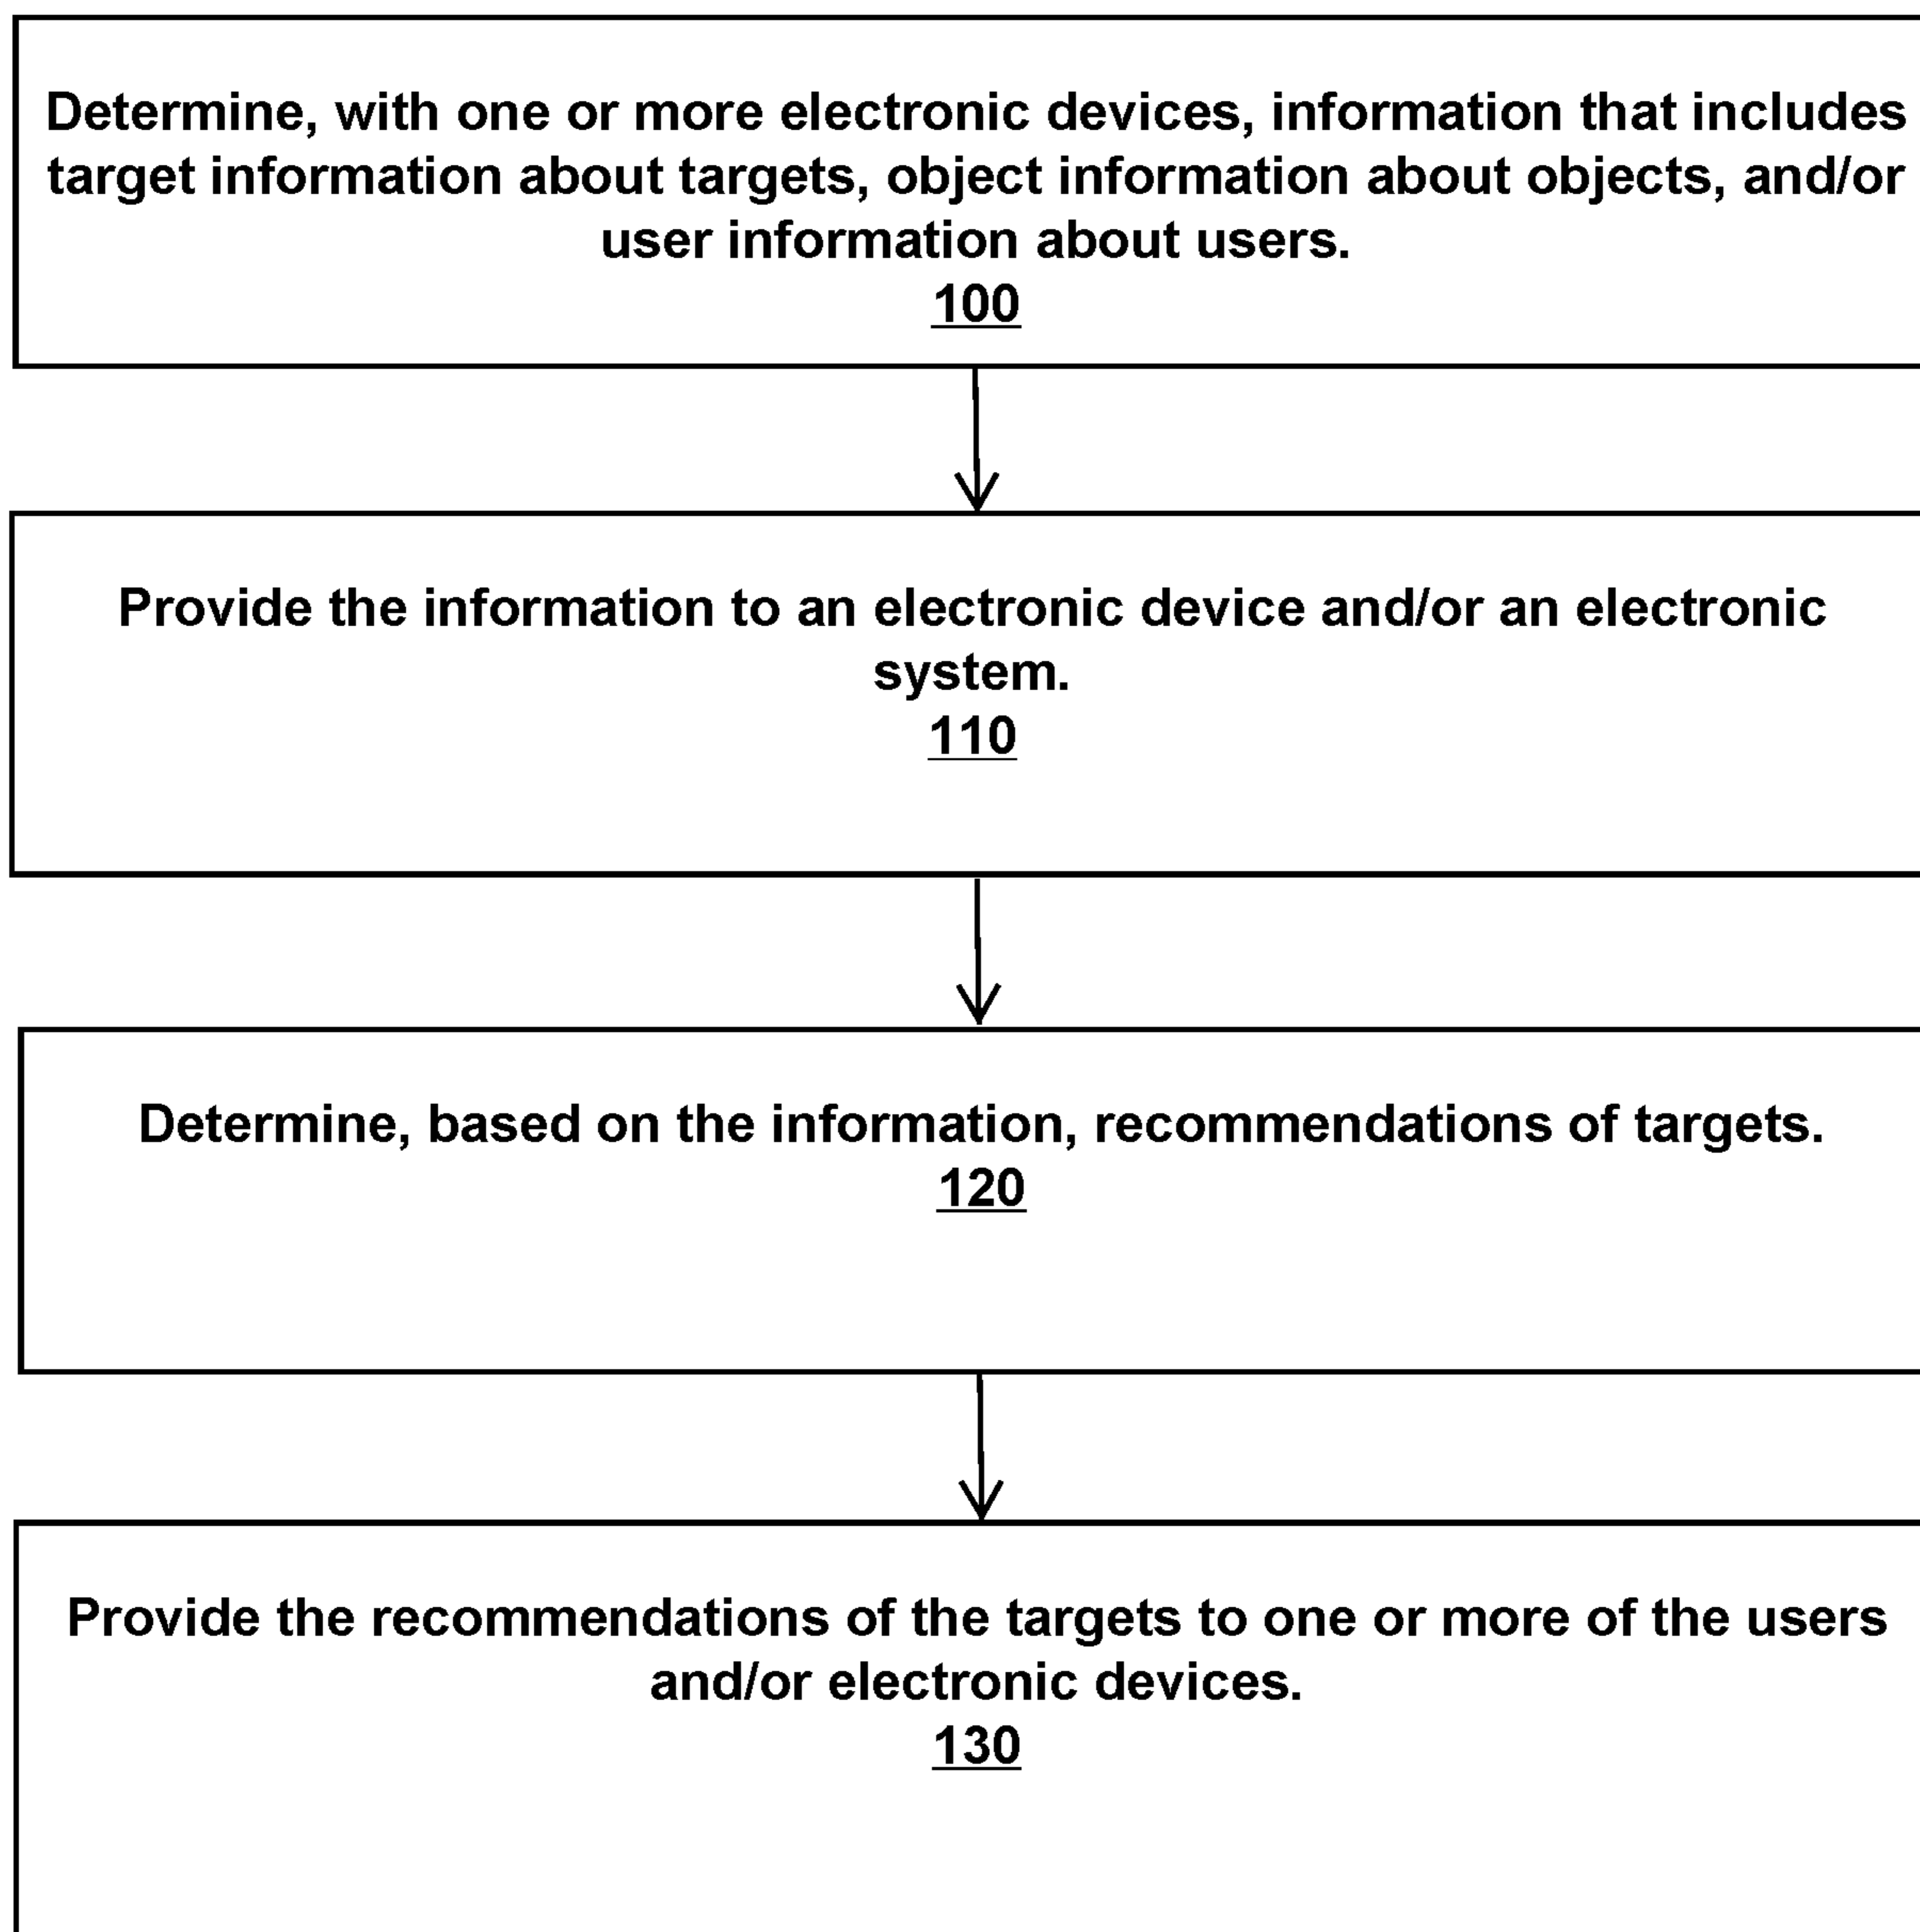 Determine, with one or more electronic devices, information that includes
target information about targets, object information about objects, and/or
user information about users.
100
Provide the information to an electronic device and/or an electronic
system.
110
Determine, based on the information, recommendations of targets.
120
Provide the recommendations of the targets to one or more of the users
and/or electronic devices.
130